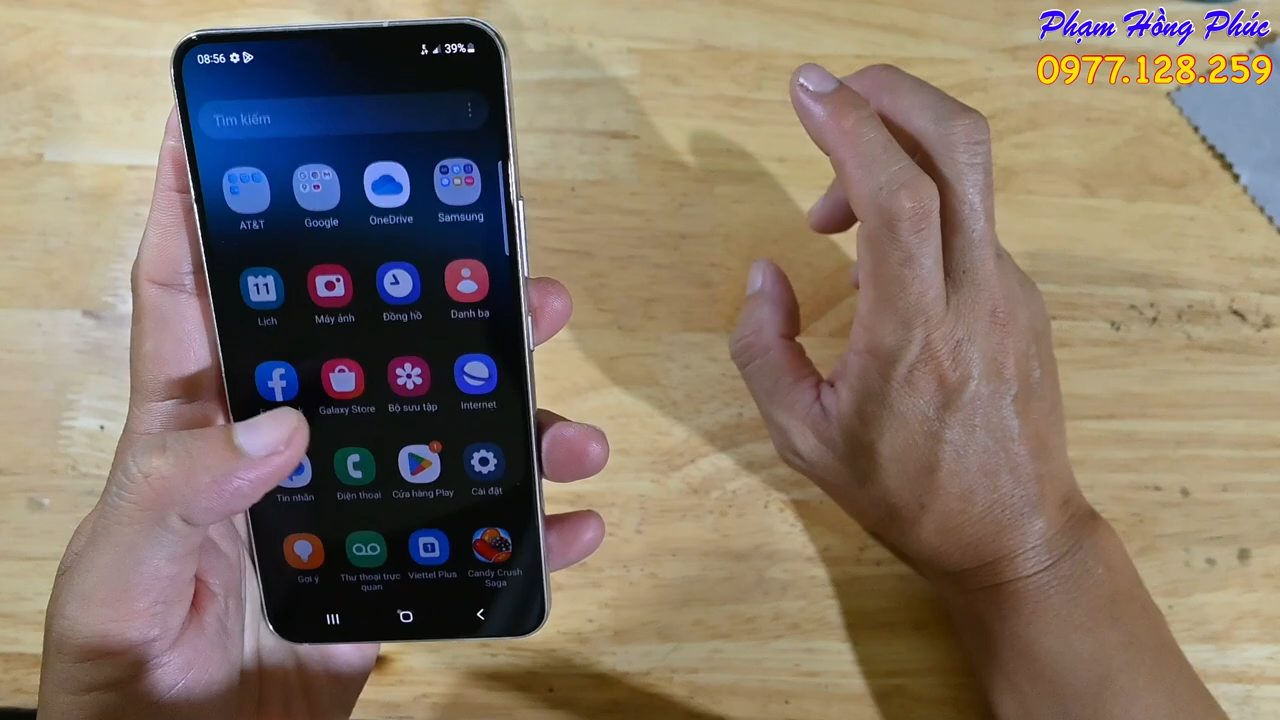 Phạm Hồng Phúc
0977.128.259
08:56
39%
Tìm kiếm
AT&T
Google
OneDrive
Samsung
11
Lịch
Máy ảnh
Đồng hồ
Danh bạ
Galaxy Store
Bộ sưu tập
Internet
1
Tin nhắn
Điện thoại
Cửa hàng Play
Cài đặt
1
Gợi ý
Thư thoại trực
quan
Viettel Plus
Candy Crush
Saga